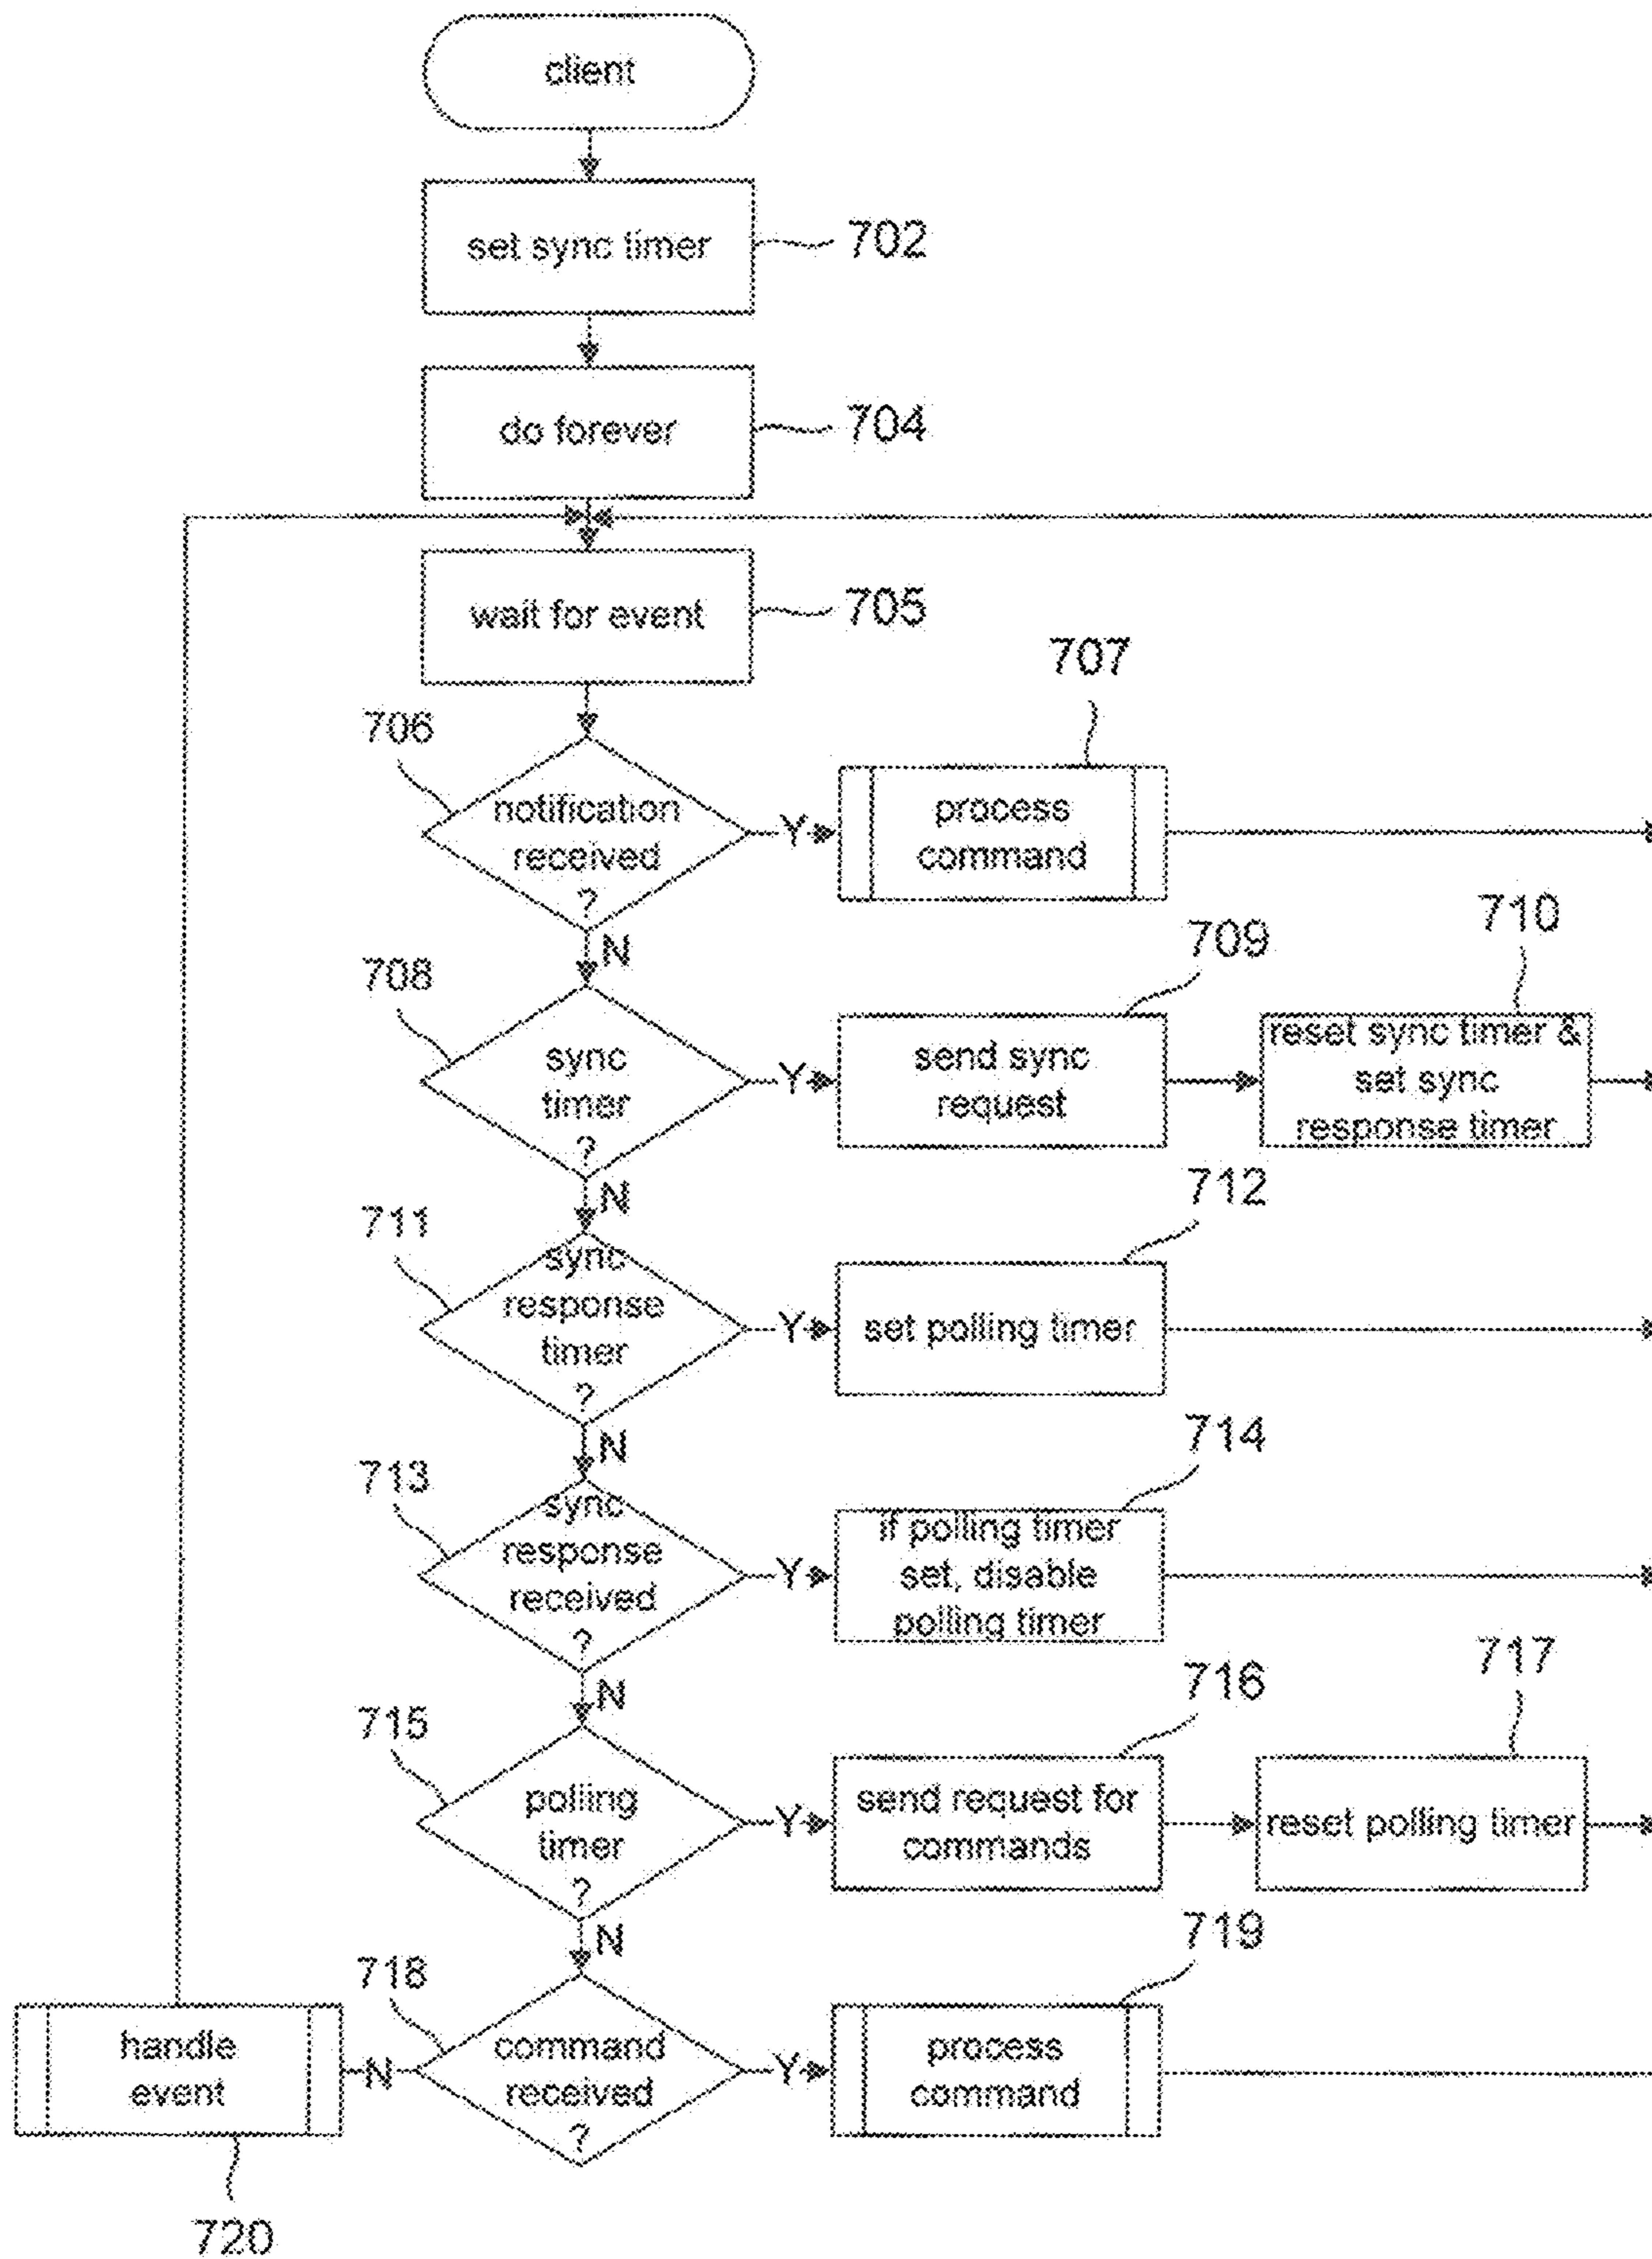 client
set sync timer
702
do forever
704
wait for event
705
706
notification
received
?
Y
N
707
process
command
708
sync
timer
?
Y
N
709
send sync
request
710
reset sync timer &
set sync
response timer
711
sync
response
timer
?
Y
N
712
set polling timer
713
sync
response
received
?
Y
N
714
if polling timer
set, disable
polling timer
715
polling
timer
?
Y
N
716
send request for
commands
717
reset polling timer
718
command
received
?
Y
N
719
process
command
handle
event
720